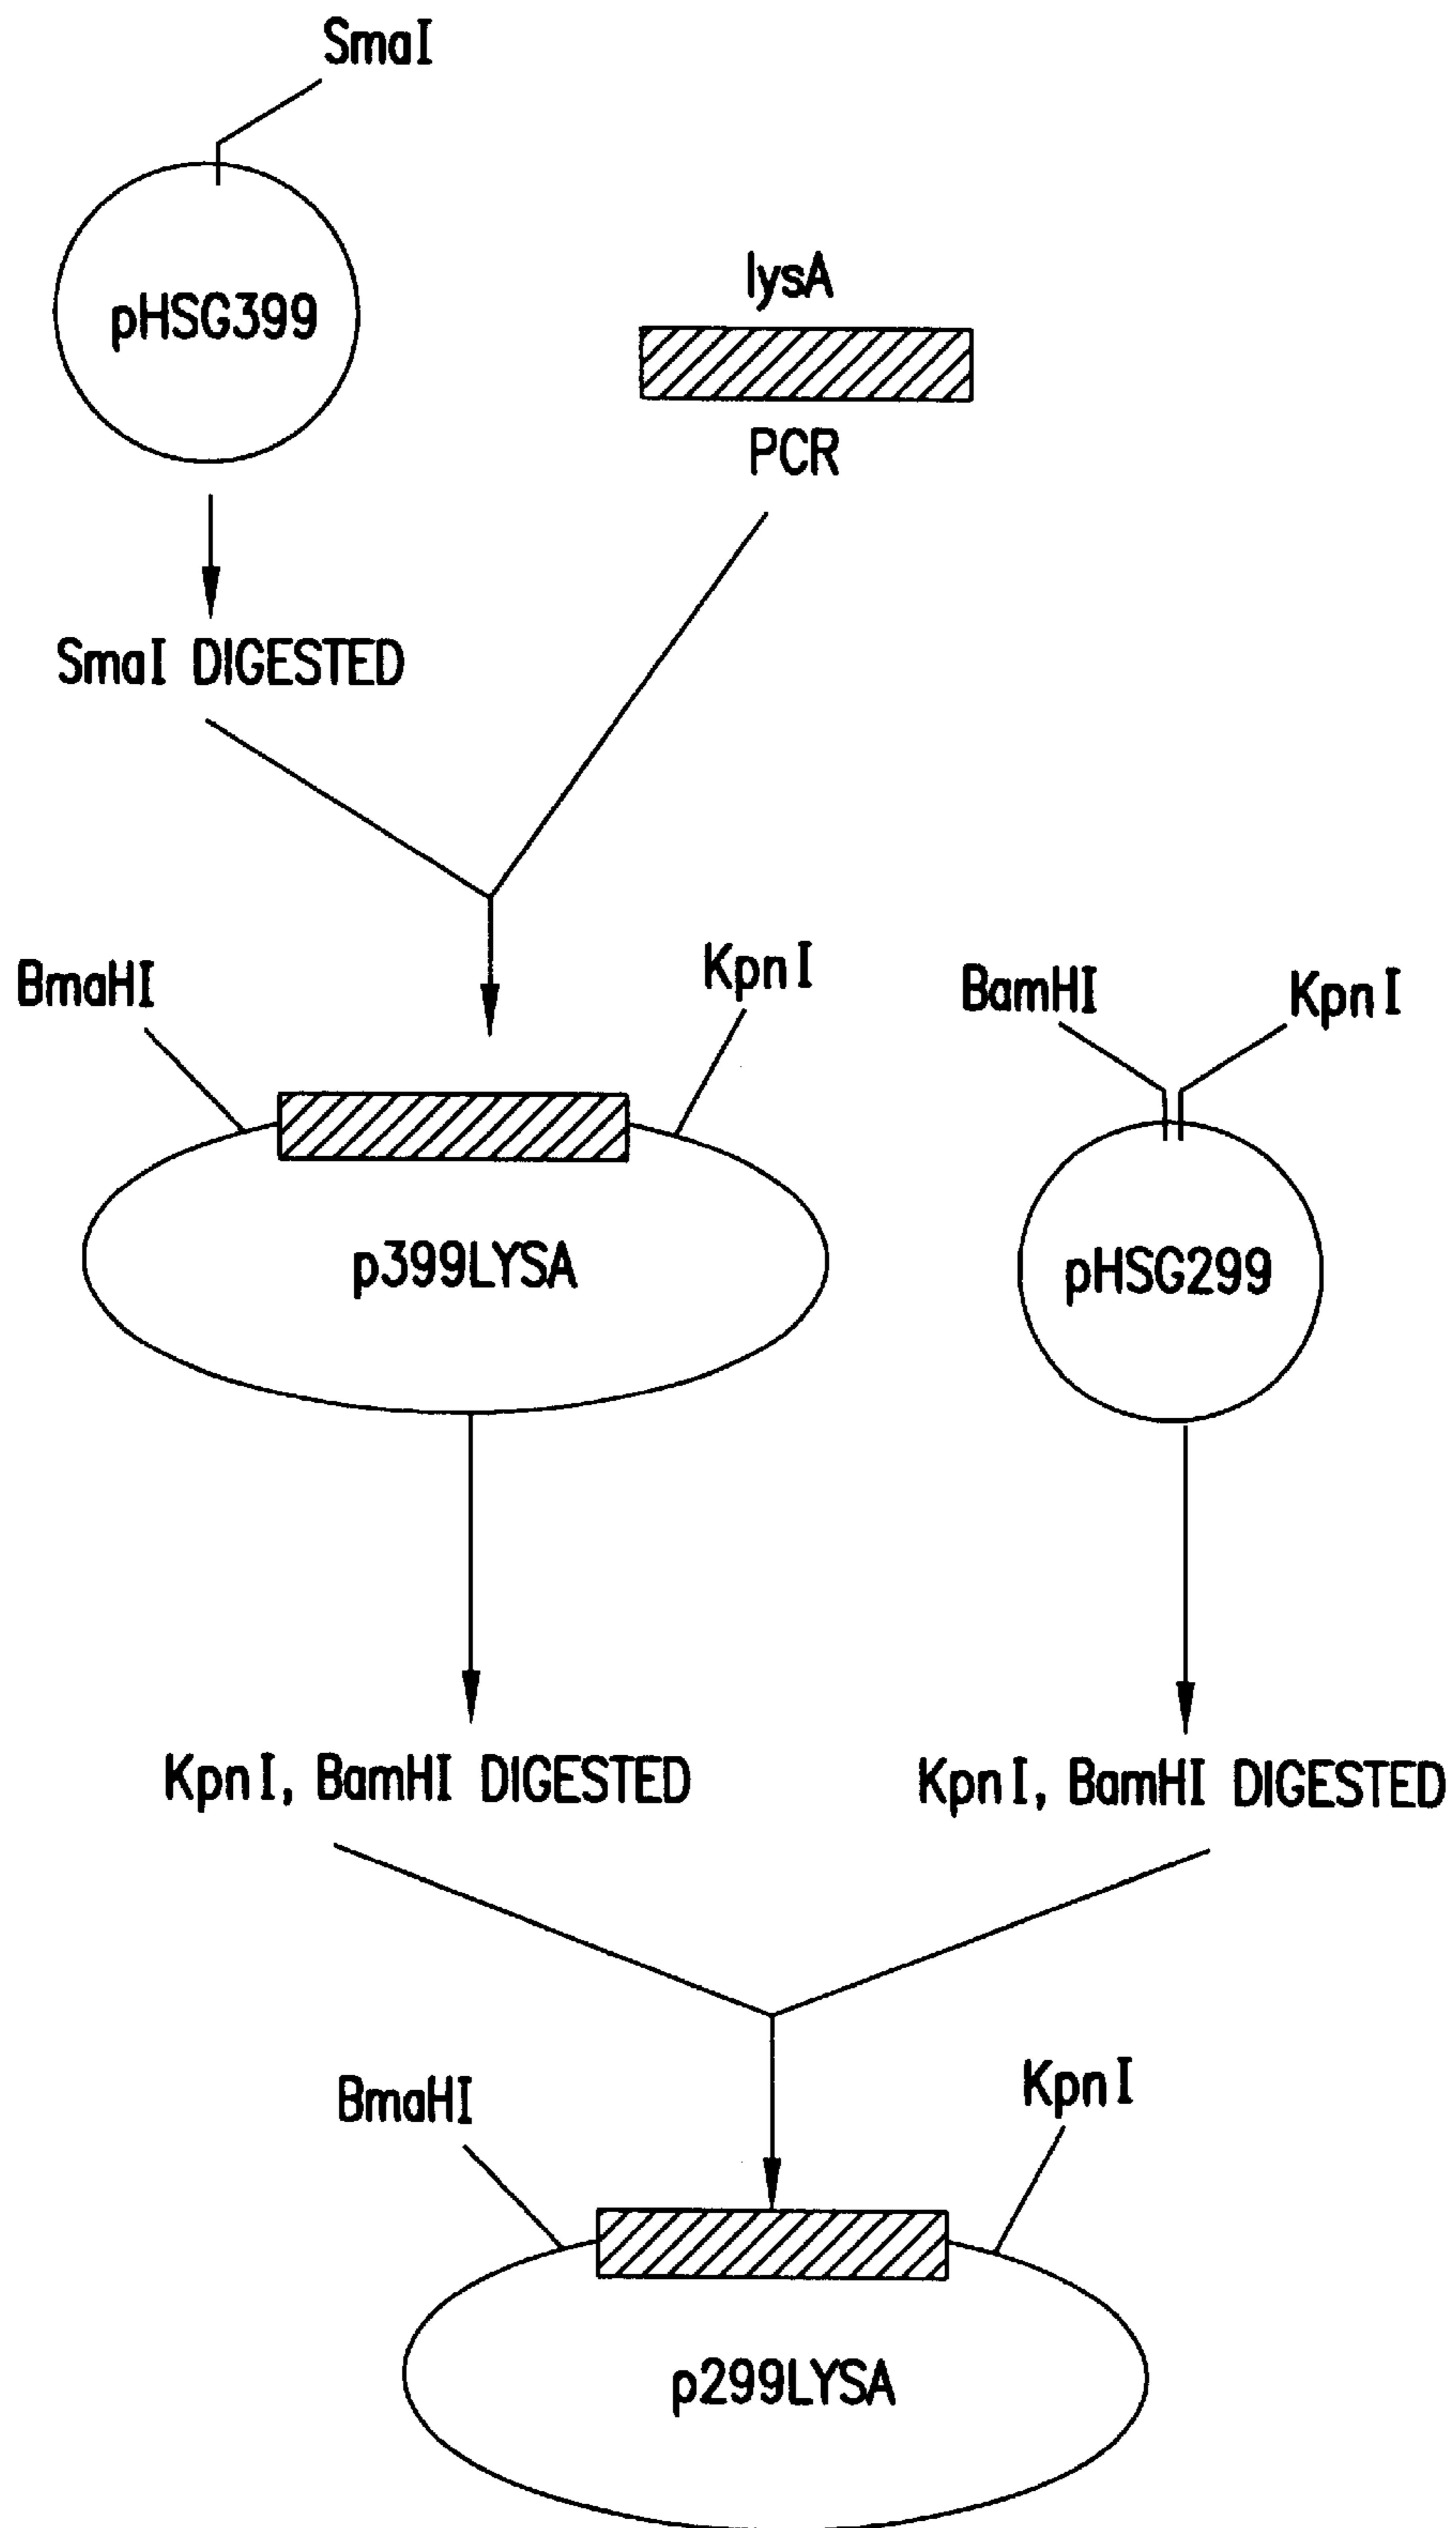 SmaI
pHSG399
lysA
PCR
SmaI DIGESTED
BmaHI
KpnI
BamHI
KpnI
p399LYSA
pHSG299
KpnI, BamHI DIGESTED
KpnI, BamHI DIGESTED
BmaHI
KpnI
p299LYSA